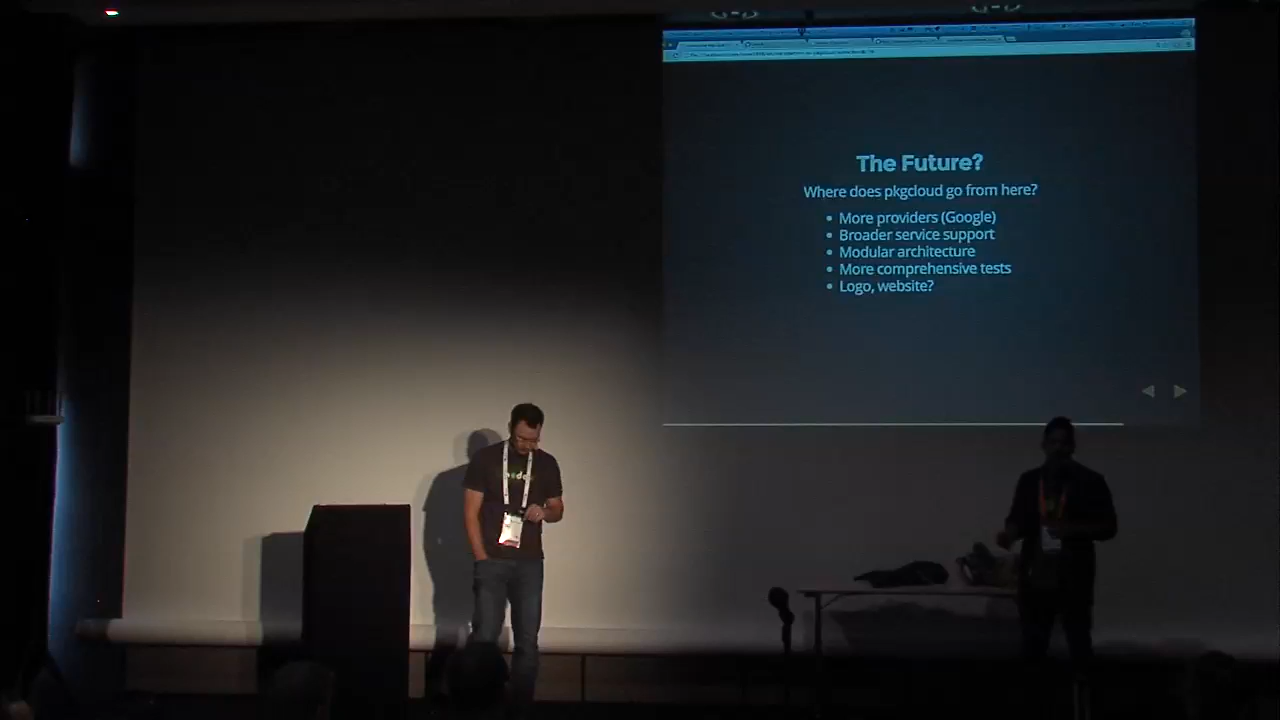 The Future?
Where does pkgcloud go from here?
More providers (Google)
Broader service support
Modular architecture
More comprehensive tests
Logo, website?